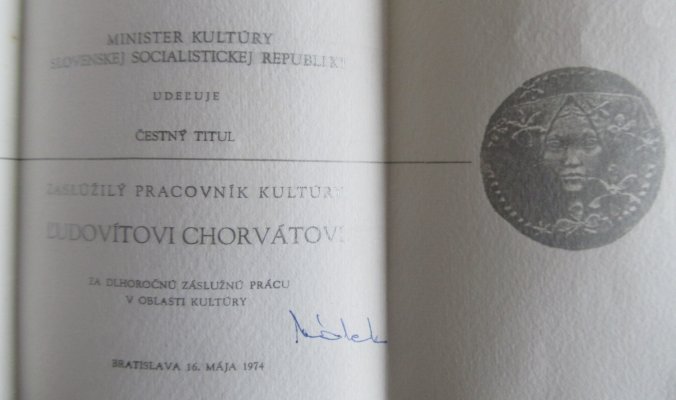 MINISTER KULTÚRY
SLOVENSKEJ SOCIALISTICKEJ REPUBLIKY
UDEĽUJE
ČESTNÝ TITUL
ZASLÚŽILÝ PRACOVNÍK KULTÚRY
ĽUDOVÍTOVI CHORVÁTOVI
ZA DLHOROČNÚ ZÁSLUŽNÚ PRÁCU
V OBLASTI KULTÚRY
BRATISLAVA 16. MÁJA 1974